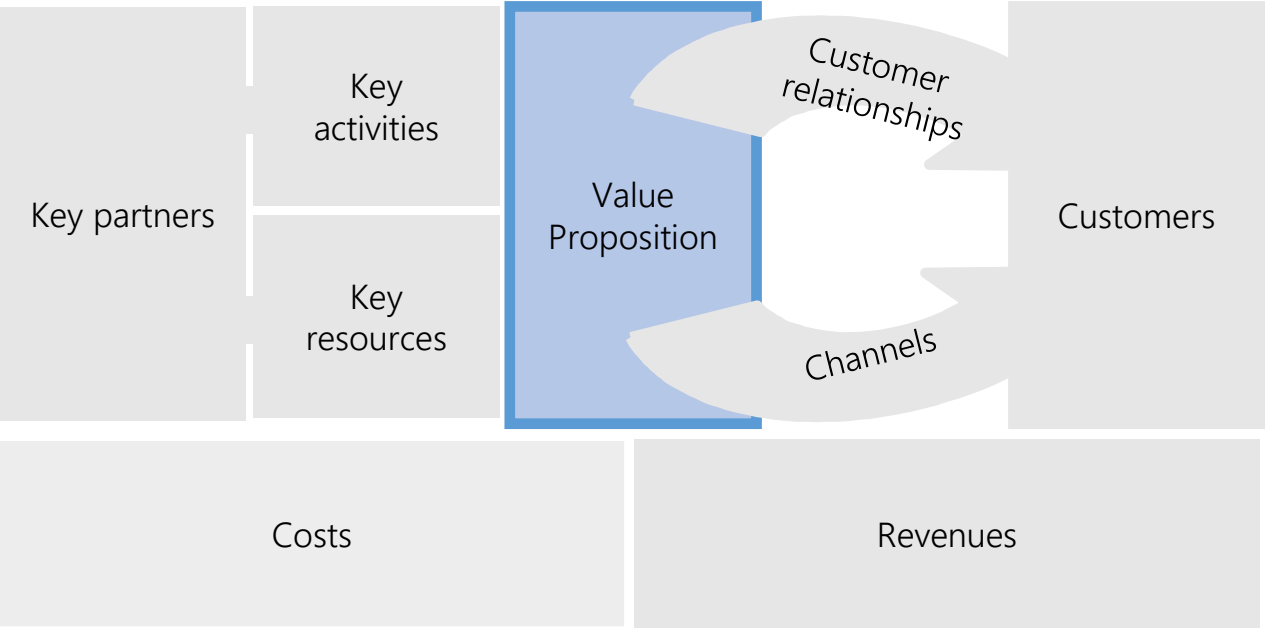 Key partners
Key
activities
Key
resources
Value
Proposition
Customer
relationships
Channels
Customers
Costs
Revenues